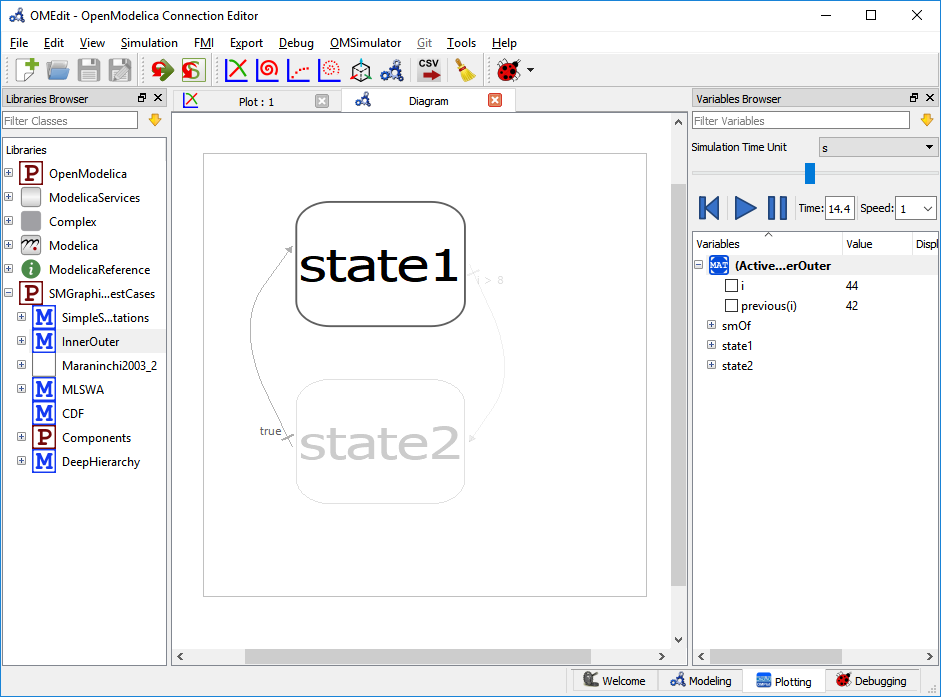 OMEdit - OpenModelica Connection Editor
File Edit View Simulation FMI Export Debug OMSimulator Git Tools Help
CSV
Libraries Browser
Filter Classes
Libraries
P OpenModelica
ModelicaServices
Complex
m Modelica
i ModelicaReference
P SMGraphi...estCases
M SimpleS...tations
M InnerOuter
Maraninchi2003_2
M MLSWA
M CDF
P Components
M DeepHierarchy
Plot : 1
Diagram
state1
i > 8
true
state2
Variables Browser
Filter Variables
Simulation Time Unit s
Time: 14.4 Speed: 1
Variables Value Displ
MAT (Active...erOuter
i 44
previous(i) 42
smOf
state1
state2
Welcome Modeling Plotting Debugging